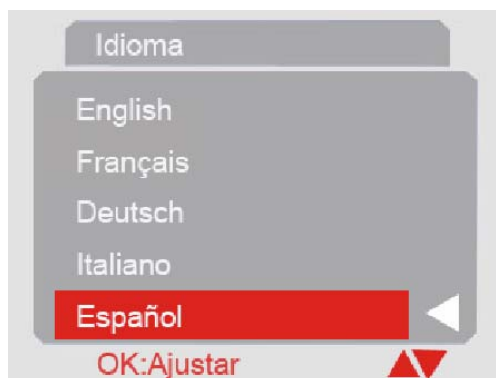 Idioma
English
Français
Deutsch
Italiano
Español
OK:Ajustar